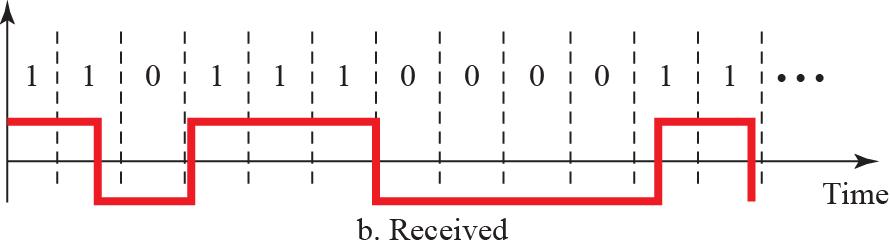 1 1 0 1 1 1 0 0 0 0 1 1 •••
Time
b. Received